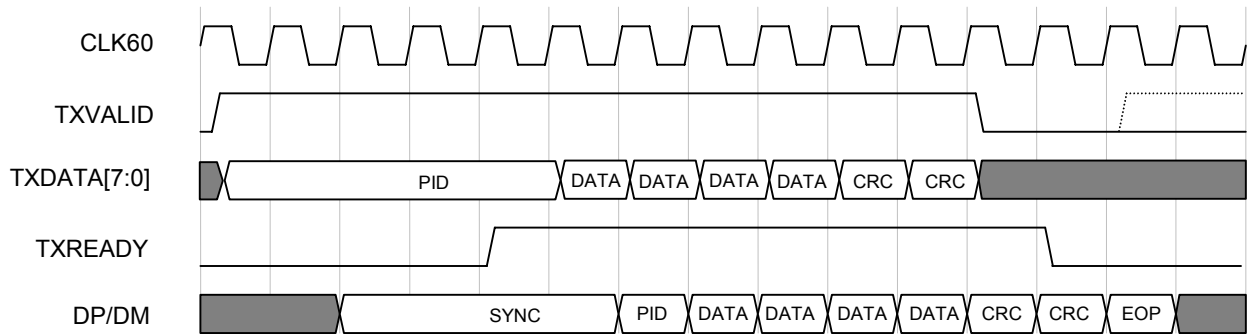 CLK60
TXVALID
TXDATA[7:0] PID DATA DATA DATA DATA CRC CRC
TXREADY
DP/DM SYNC PID DATA DATA DATA DATA CRC CRC EOP